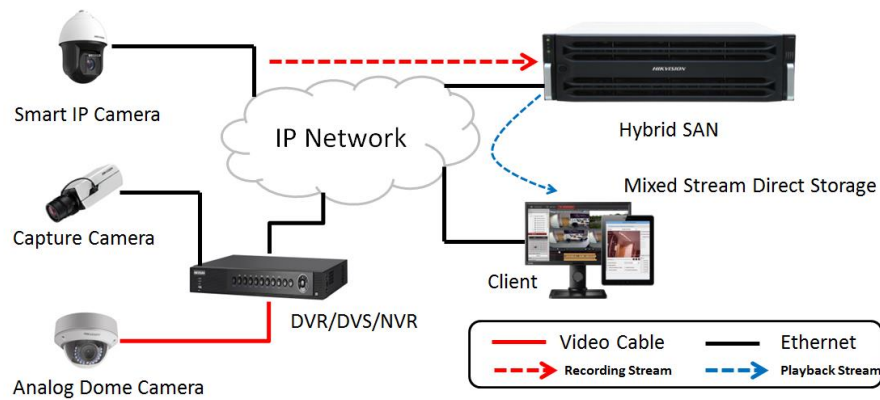 Smart IP Camera
IP Network
HIKVISION
Hybrid SAN
Mixed Stream Direct Storage
Capture Camera
Client
DVR/DVS/NVR
Analog Dome Camera
Video Cable
Ethernet
Recording Stream
Playback Stream